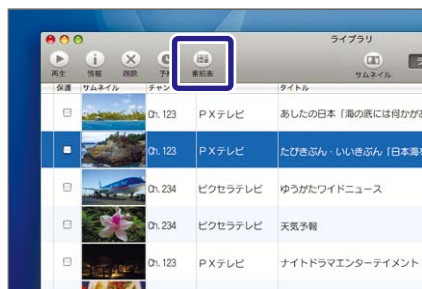 ライブラリ
再生 情報 削除 予 番組表 サムネイル
保護 サムネイル チャン タイトル
Ch. 123 PXテレビ あしたの日本「海の底には何かが
Ch. 123 PXテレビ たびきぶん・いいきぶん「日本海
Ch. 234 ピクセラテレビ ゆうがたワイドニュース
Ch. 234 ピクセラテレビ 天気予報
Ch. 123 PXテレビ ナイトドラマエンターテイメント